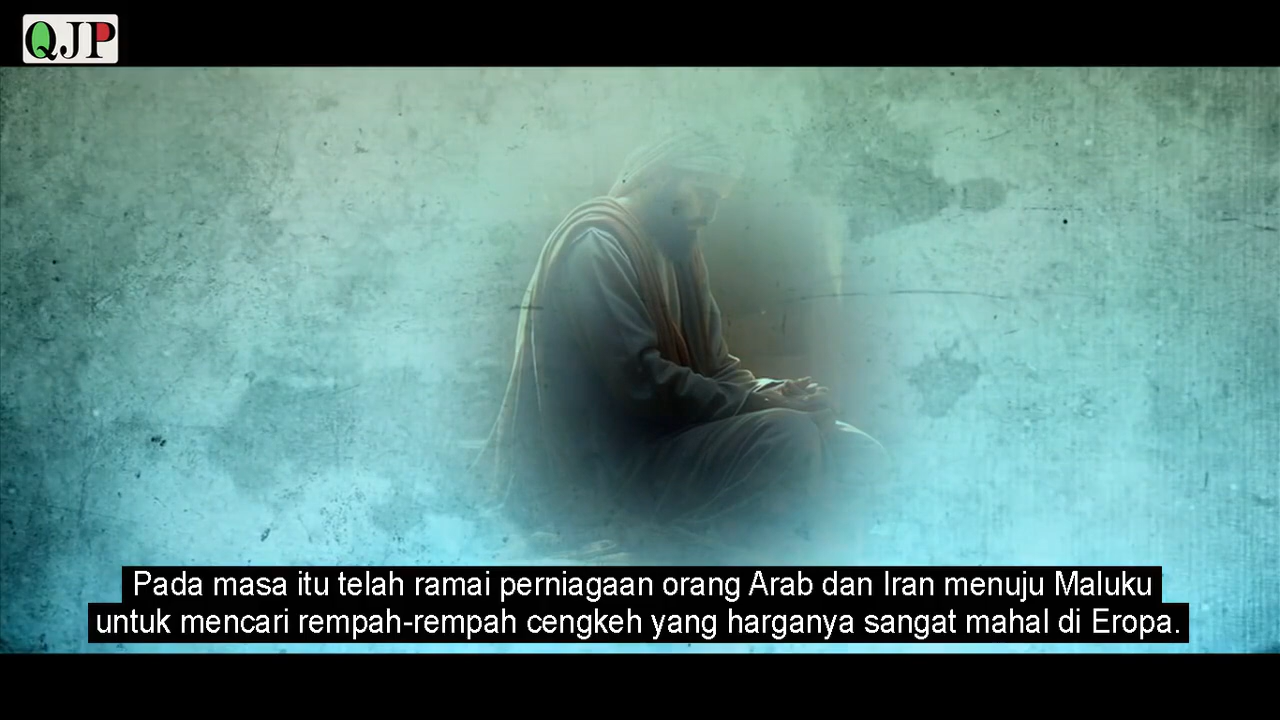 QJP
Pada masa itu telah ramai perniagaan orang Arab dan Iran menuju Maluku
untuk mencari rempah-rempah cengkeh yang harganya sangat mahal di Eropa.